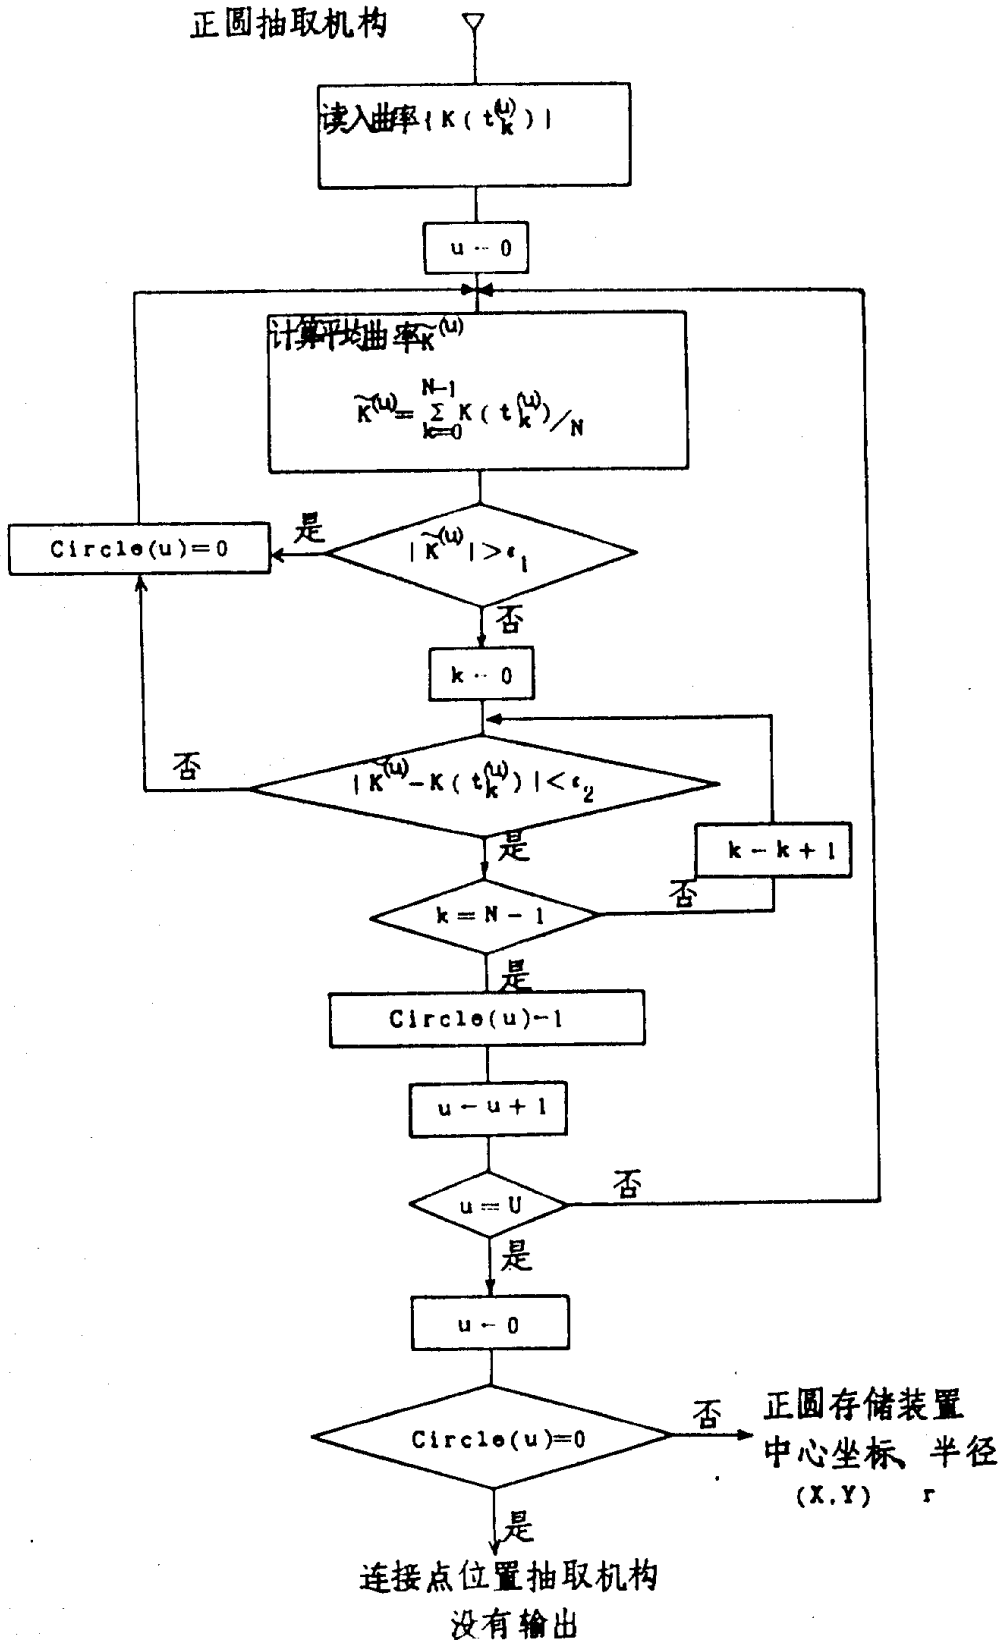 正圆抽取机构
读入曲率{K(t_k^(u))}
u←0
计算平均曲率K̃^(u)
K̃^(u)=Σ_{k=0}^{N-1}K(t_k^(u))/N
是
Circle(u)=0
|K̃^(u)|>ε₁
否
k←0
否
|K̃^(u)-K(t_k^(u))|<ε₂
是
k←k+1
k=N-1
否
是
Circle(u)←1
u←u+1
u=U
否
是
u←0
Circle(u)=0
否
正圆存储装置
中心坐标、半径
(X,Y) r
是
连接点位置抽取机构
没有输出